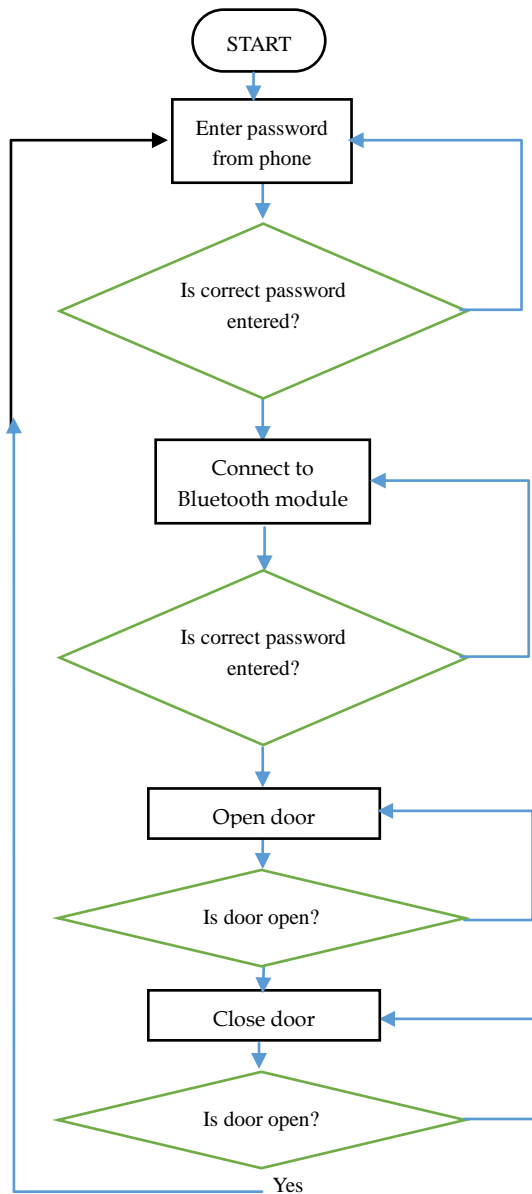 START
Enter password
from phone
Is correct password
entered?
Connect to
Bluetooth module
Is correct password
entered?
Open door
Is door open?
Close door
Is door open?
Yes